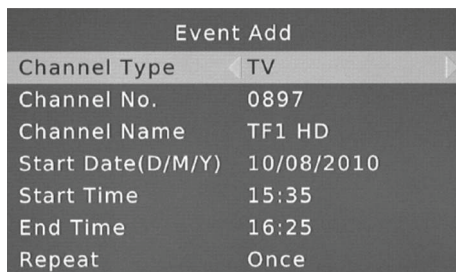 Event Add
Channel Type TV
Channel No. 0897
Channel Name TF1 HD
Start Date(D/M/Y) 10/08/2010
Start Time 15:35
End Time 16:25
Repeat Once